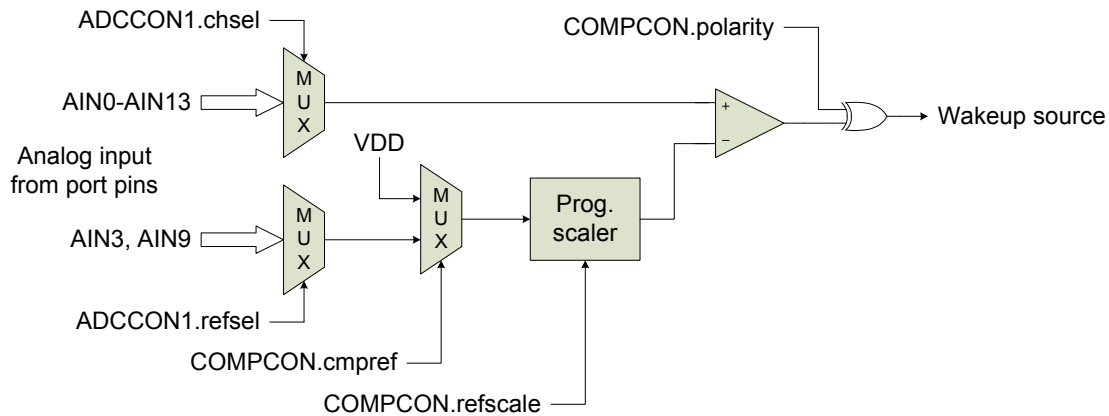 ADCCON1.chsel
COMPCON.polarity
M
U
X
AIN0-AIN13
+
Wakeup source
Analog input
from port pins
VDD
–
M
U
X
M
U
X
Prog.
scaler
AIN3, AIN9
ADCCON1.refsel
COMPCON.cmpref
COMPCON.refscale